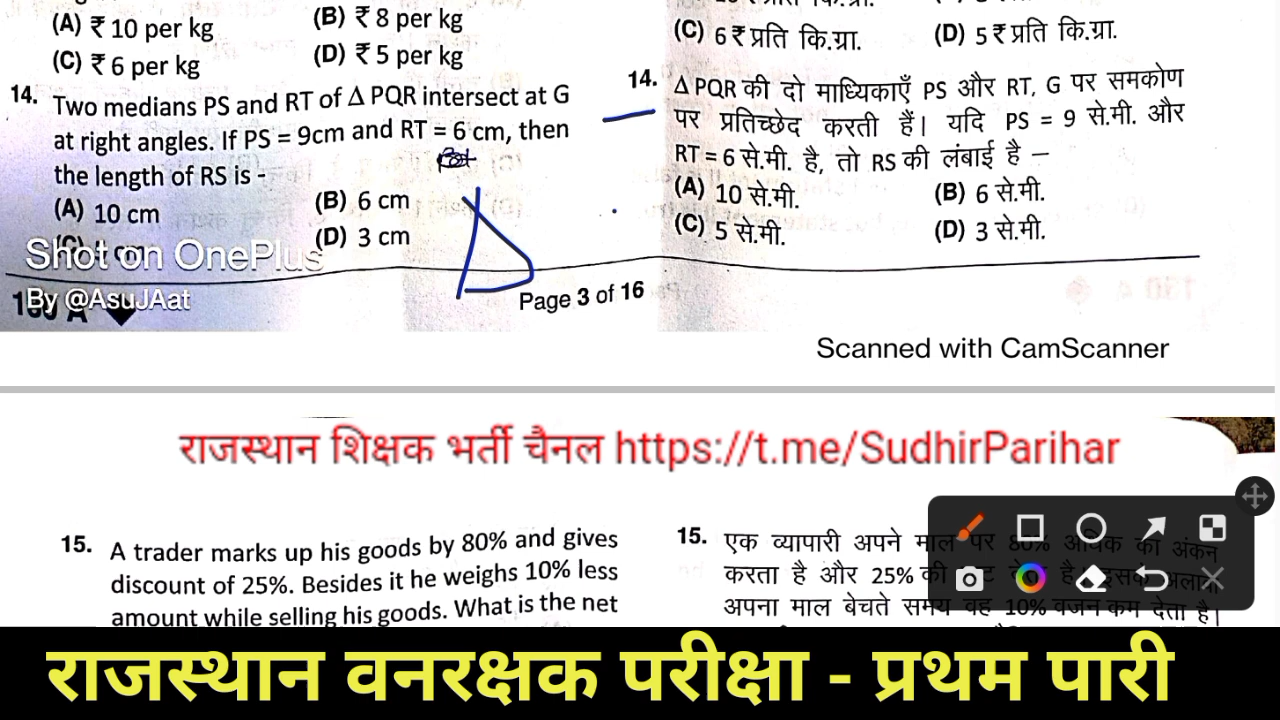 (A) ₹ 10 per kg
(B) ₹ 8 per kg
(C) ₹ 6 per kg
(D) ₹ 5 per kg
14. Two medians PS and RT of Δ PQR intersect at G
at right angles. If PS = 9cm and RT = 6 cm, then
the length of RS is -
(A) 10 cm
(B) 6 cm
(D) 3 cm
Shot on OnePlus
By @AsuJAat
Page 3 of 16
(C) 6 ₹ प्रति कि.ग्रा.
(D) 5 ₹ प्रति कि.ग्रा.
14. Δ PQR की दो माध्यिकाएँ PS और RT, G पर समकोण
पर प्रतिच्छेद करती हैं। यदि PS = 9 से.मी. और
RT = 6 से.मी. है, तो RS की लंबाई है –
(A) 10 से.मी.
(B) 6 से.मी.
(C) 5 से.मी.
(D) 3 से.मी.
Scanned with CamScanner
राजस्थान शिक्षक भर्ती चैनल https://t.me/SudhirParihar
15. A trader marks up his goods by 80% and gives
discount of 25%. Besides it he weighs 10% less
amount while selling his goods. What is the net
15. एक व्यापारी अपने माल पर 80% अधिक का अंकन
करता है और 25% की
अपना माल बेचते समय वह 10% वजन कम देता है।
राजस्थान वनरक्षक परीक्षा - प्रथम पारी